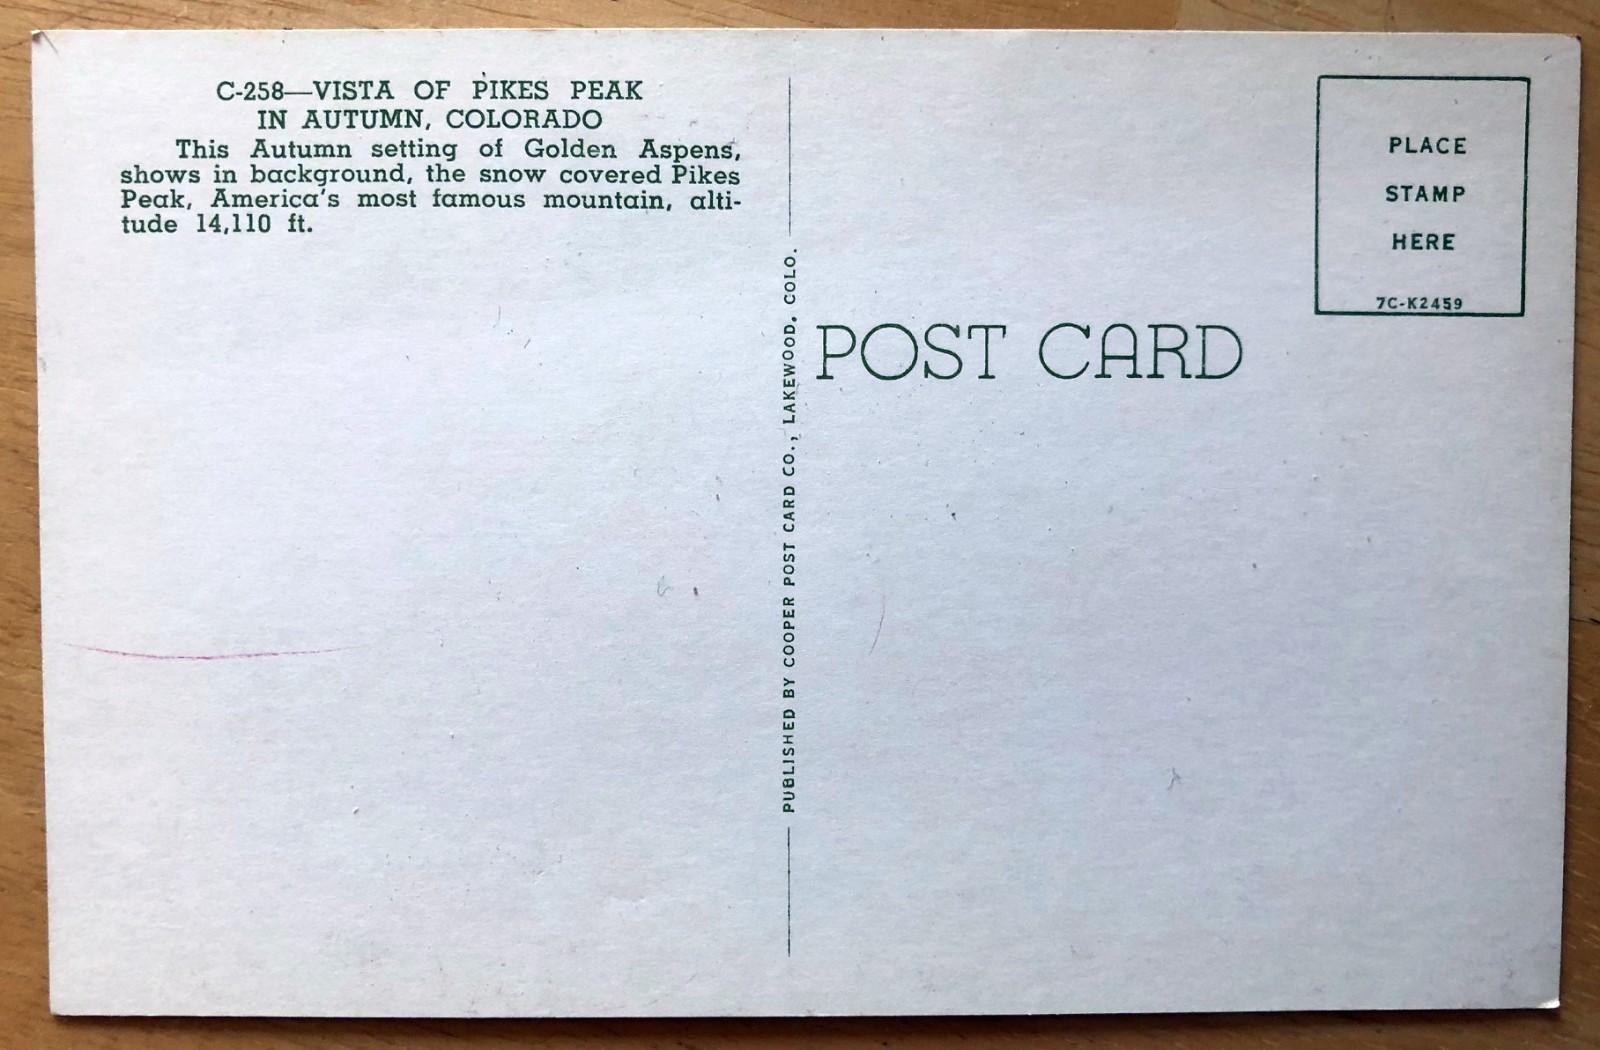 C-258—VISTA OF PIKES PEAK
IN AUTUMN, COLORADO
This Autumn setting of Golden Aspens,
shows in background, the snow covered Pikes
Peak, America's most famous mountain, alti-
tude 14,110 ft.
PUBLISHED BY COOPER POST CARD CO., LAKEWOOD, COLO.
POST CARD
PLACE
STAMP
HERE
7C-K2459